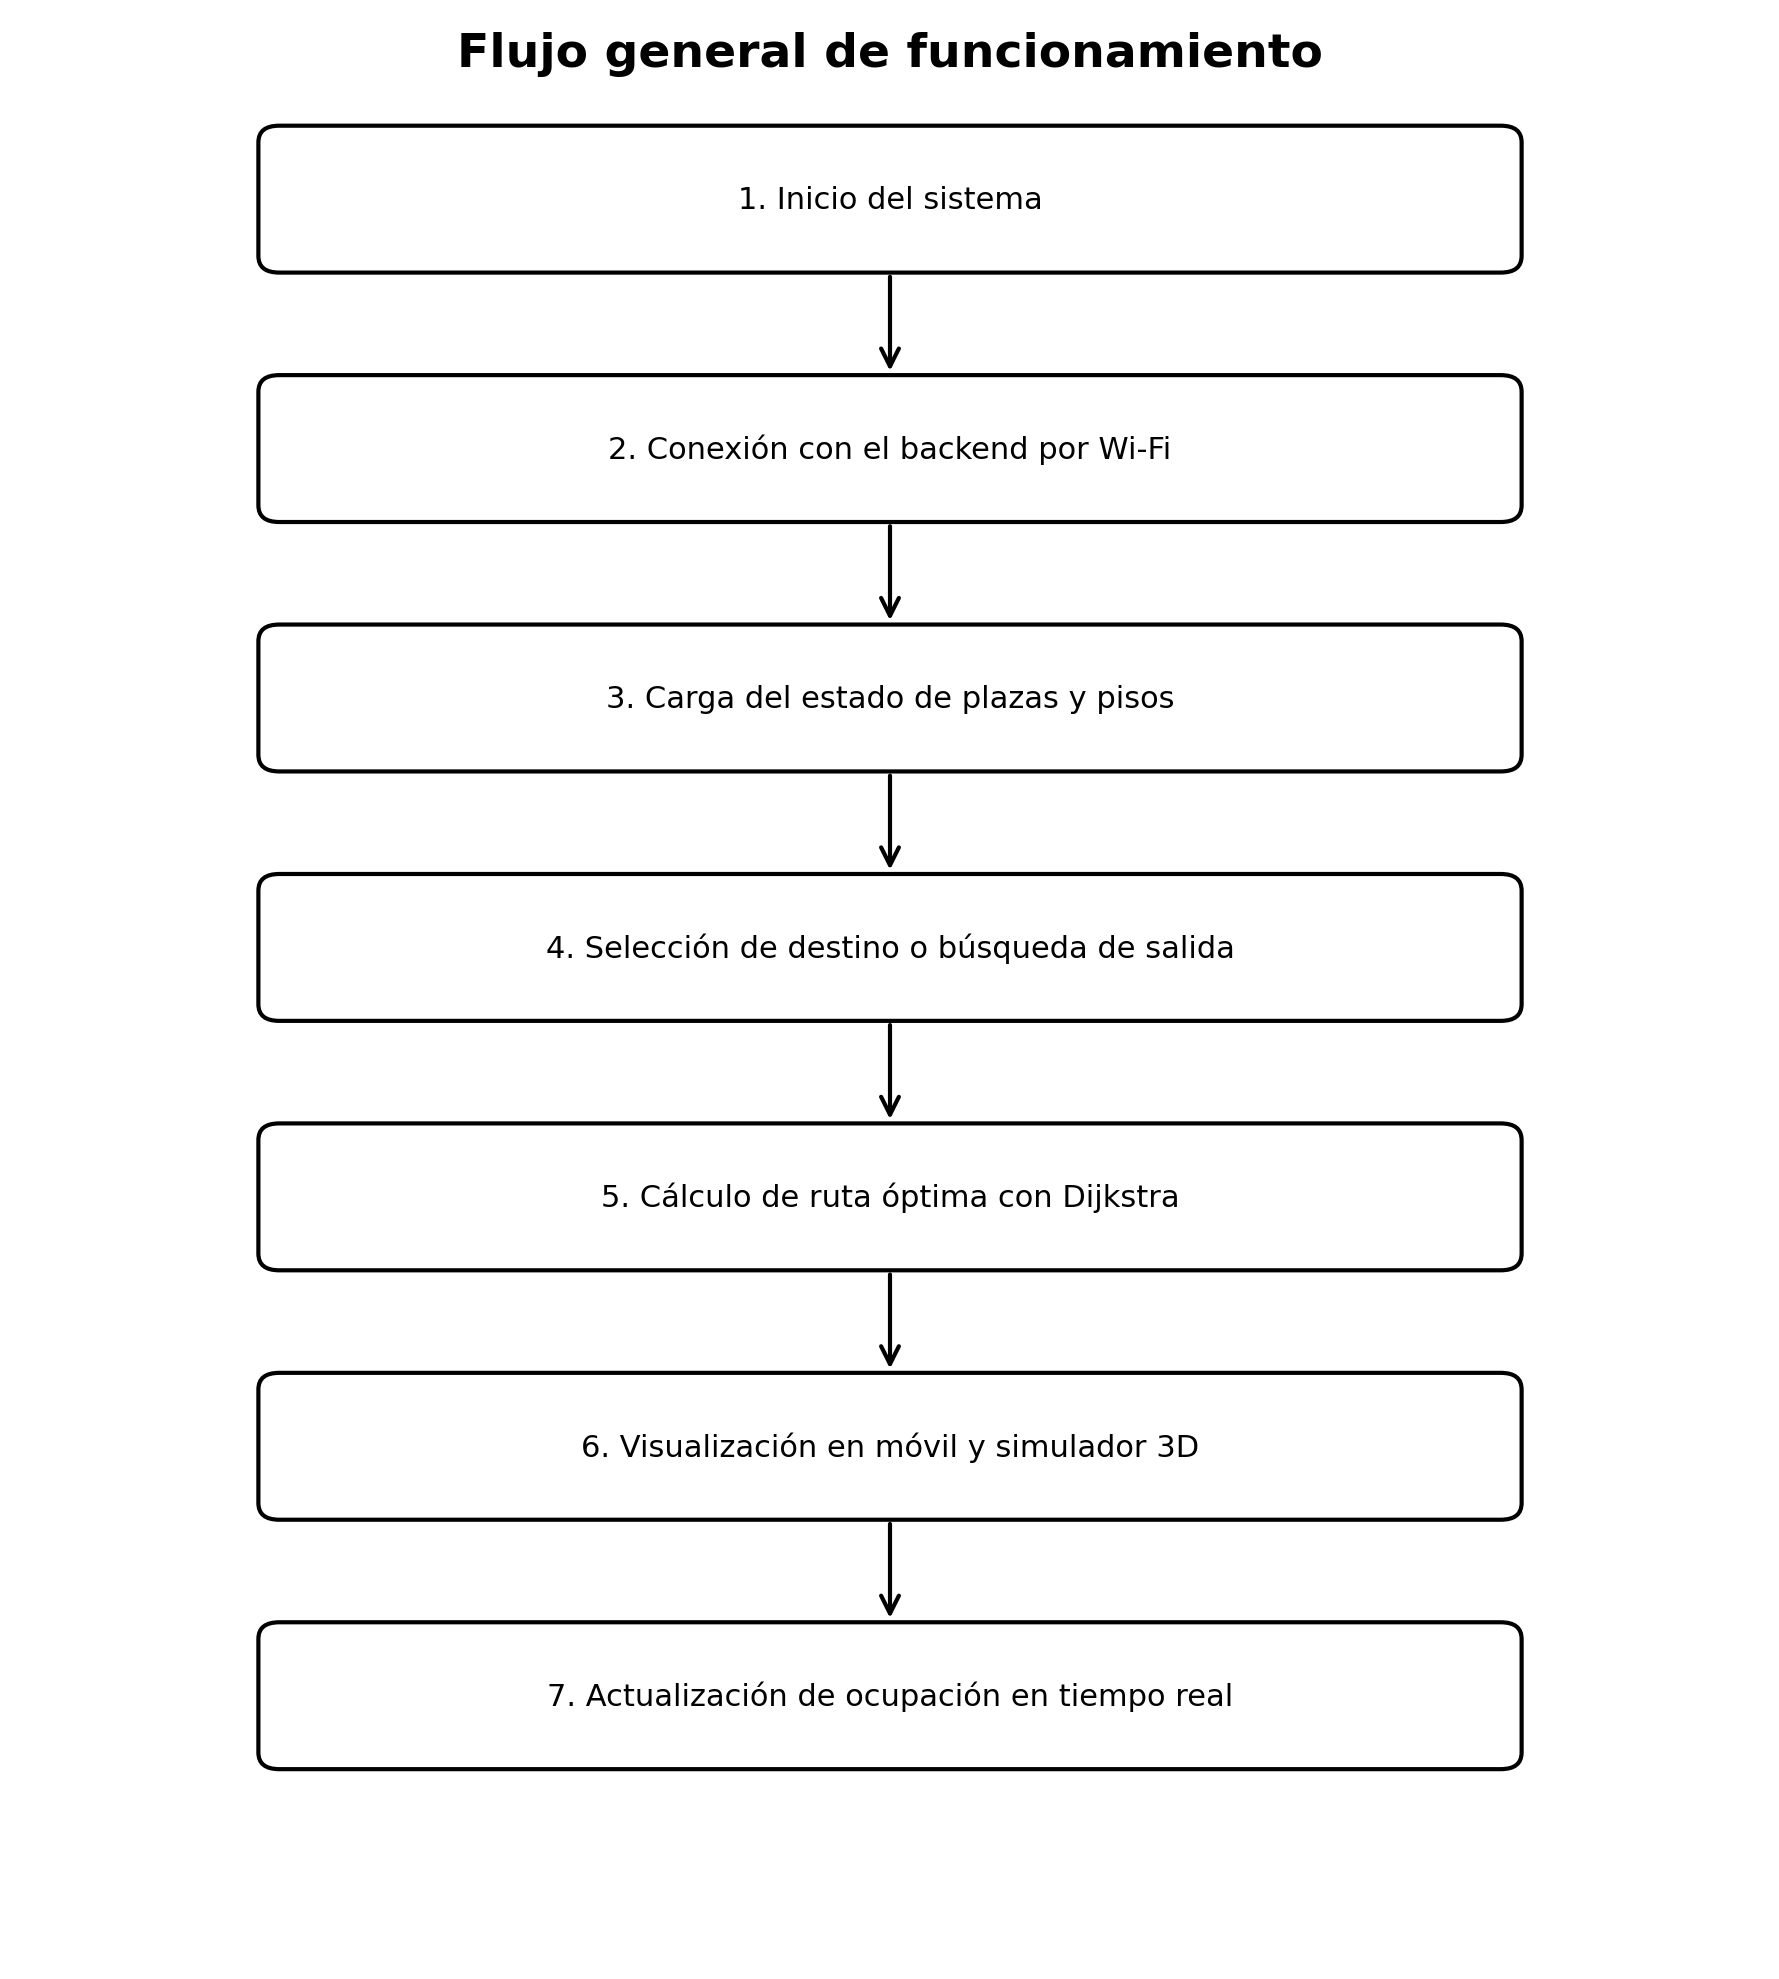 Flujo general de funcionamiento
1. Inicio del sistema
2. Conexión con el backend por Wi-Fi
3. Carga del estado de plazas y pisos
4. Selección de destino o búsqueda de salida
5. Cálculo de ruta óptima con Dijkstra
6. Visualización en móvil y simulador 3D
7. Actualización de ocupación en tiempo real